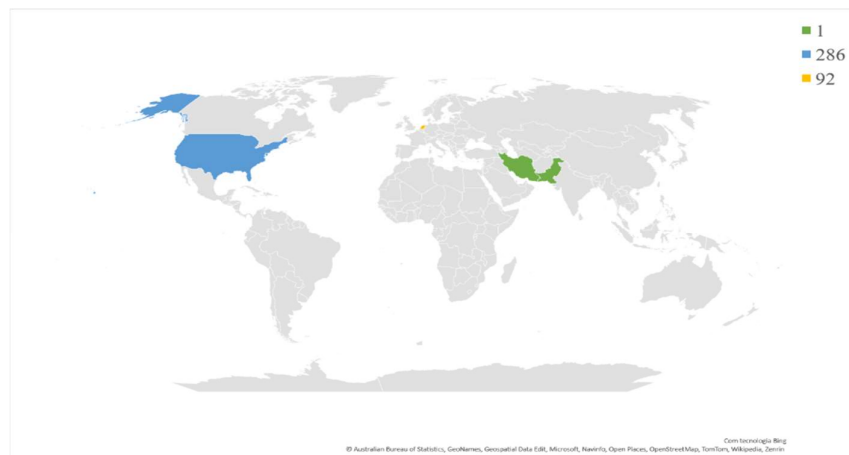 1
286
92
Com tecnologia Bing
© Australian Bureau of Statistics, GeoNames, Geospatial Data Edit, Microsoft, Navinfo, Open Places, OpenStreetMap, TomTom, Wikipedia, Zenrin